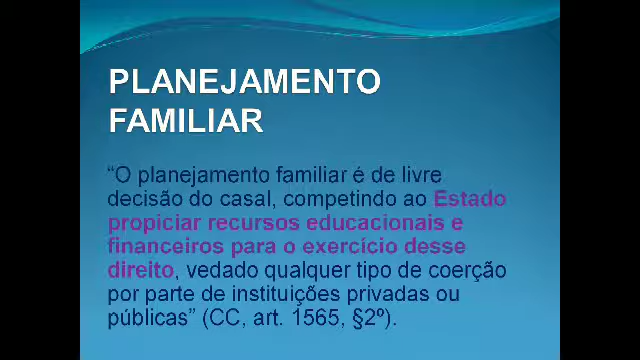 PLANEJAMENTO
FAMILIAR
“O planejamento familiar é de livre
decisão do casal, competindo ao Estado
propiciar recursos educacionais e
financeiros para o exercício desse
direito, vedado qualquer tipo de coerção
por parte de instituições privadas ou
públicas” (CC, art. 1565, §2º).